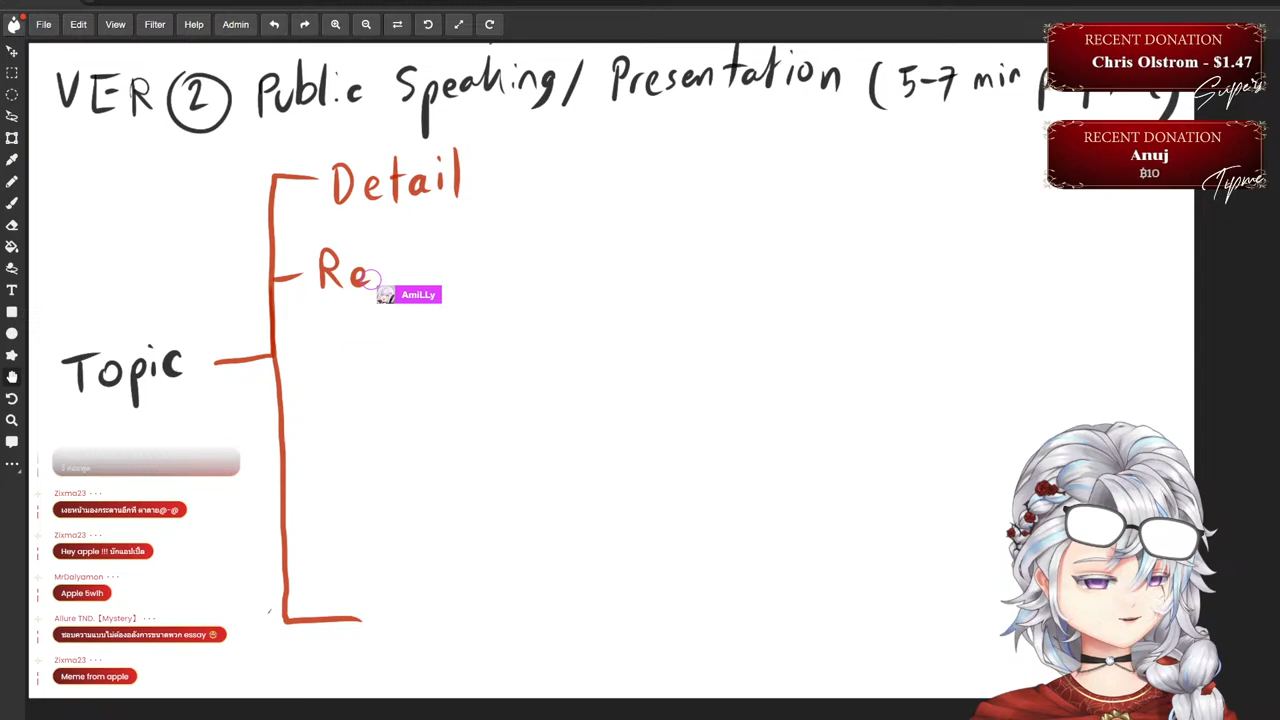 File Edit View Filter Help Admin
VER ② Public Speaking/ Presentation (5-7 min
RECENT DONATION
Chris Olstrom - $1.47
Super
RECENT DONATION
Anuj
฿10
Tipme
Detail
Re
AmiLLy
Topic
Zixma23
เงยหน้ามองกระดานอีกที ตาตาย@-@
Zixma23
Hey apple !!! บักแอปเปิ้ล
MrDalyamon
Apple 5wlh
Allure TND.【Mystery】
ชอบความแบบไม่ต้องอลังการขนาดพวก essay
Zixma23
Meme from apple